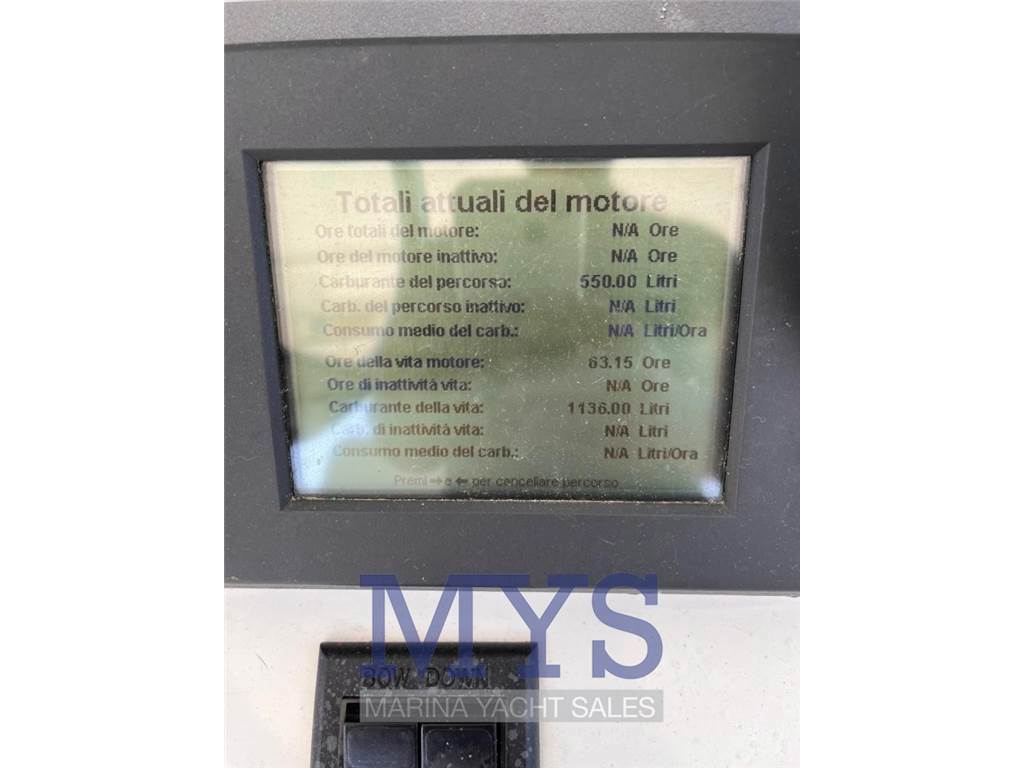 Totali attuali del motore
Ore totali del motore: N/A Ore
Ore del motore inattivo: N/A Ore
Carburante del percorso: 550.00 Litri
Carb. del percorso inattivo: N/A Litri
Consumo medio del carb.: N/A Litri/Ora
Ore della vita motore: 63.15 Ore
Ore di inattività vita: N/A Ore
Carburante della vita: 1136.00 Litri
Carb. di inattività vita: N/A Litri
Consumo medio del carb.: N/A Litri/Ora
Premi → e ← per cancellare percorso
MYS
BOW DOWN
MARINA YACHT SALES